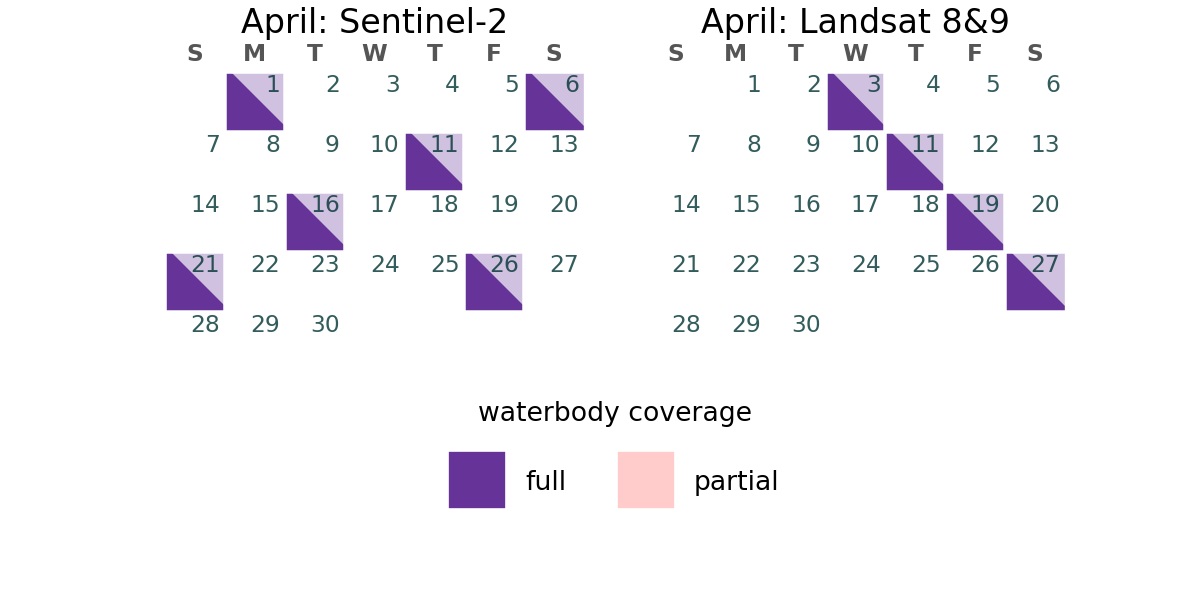 April: Sentinel-2
S M T W T F S
1 2 3 4 5 6
7 8 9 10 11 12 13
14 15 16 17 18 19 20
21 22 23 24 25 26 27
28 29 30
April: Landsat 8&9
S M T W T F S
1 2 3 4 5 6
7 8 9 10 11 12 13
14 15 16 17 18 19 20
21 22 23 24 25 26 27
28 29 30
waterbody coverage
full partial